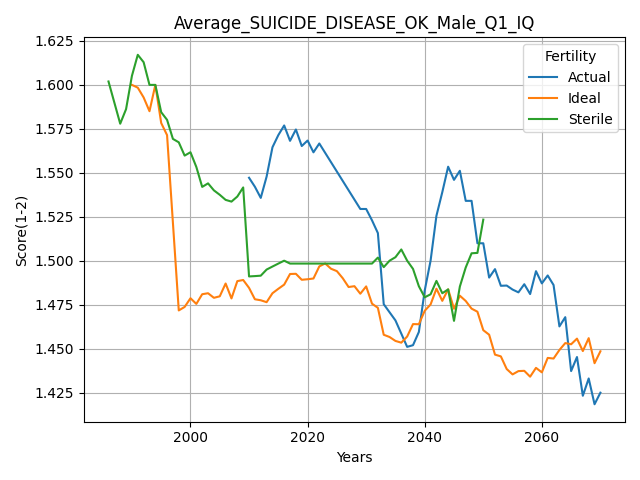 Average_SUICIDE_DISEASE_OK_Male_Q1_IQ
Fertility
Actual
Ideal
Sterile
Score(1-2)
1.625
1.600
1.575
1.550
1.525
1.500
1.475
1.450
1.425
2000
2020
2040
2060
Years